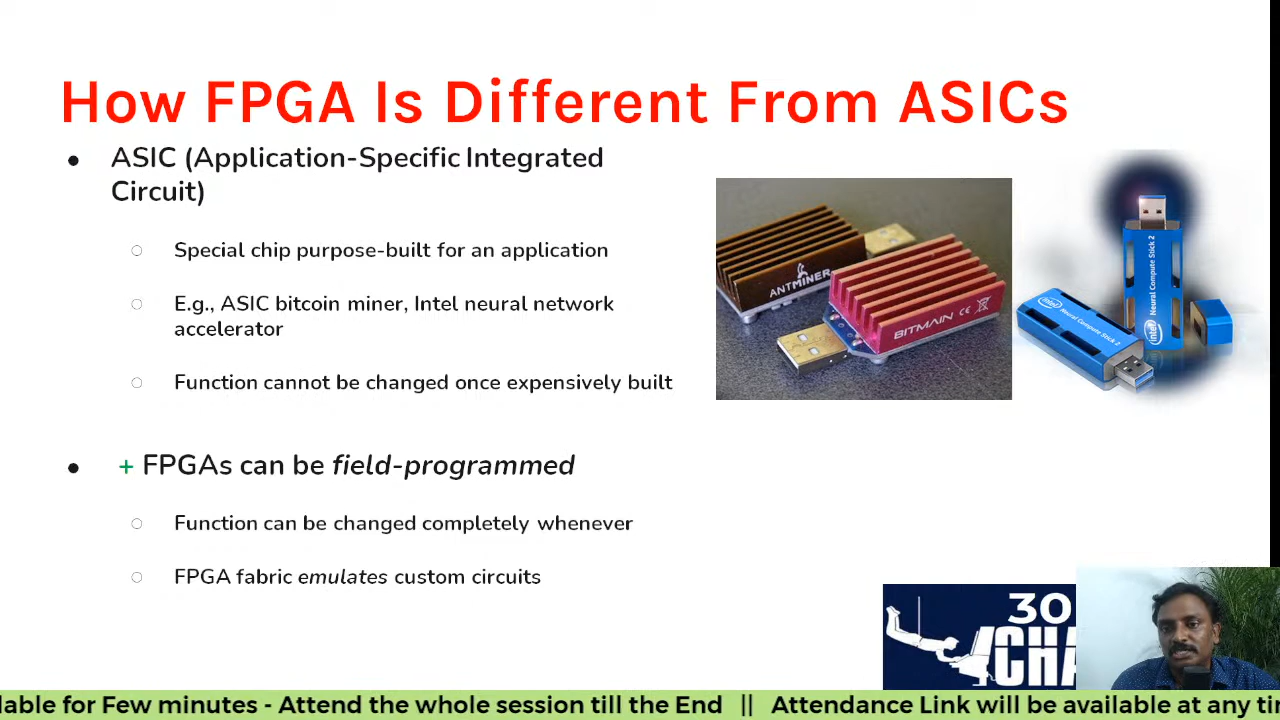 How FPGA Is Different From ASICs
● ASIC (Application-Specific Integrated
Circuit)
○ Special chip purpose-built for an application
○ E.g., ASIC bitcoin miner, Intel neural network
accelerator
○ Function cannot be changed once expensively built
● + FPGAs can be field-programmed
○ Function can be changed completely whenever
○ FPGA fabric emulates custom circuits
ANTMINER
BITMAIN CE
intel Neural Compute Stick 2
intel Neural Compute Stick 2
30
CHA
lable for Few minutes - Attend the whole session till the End || Attendance Link will be available at any ti